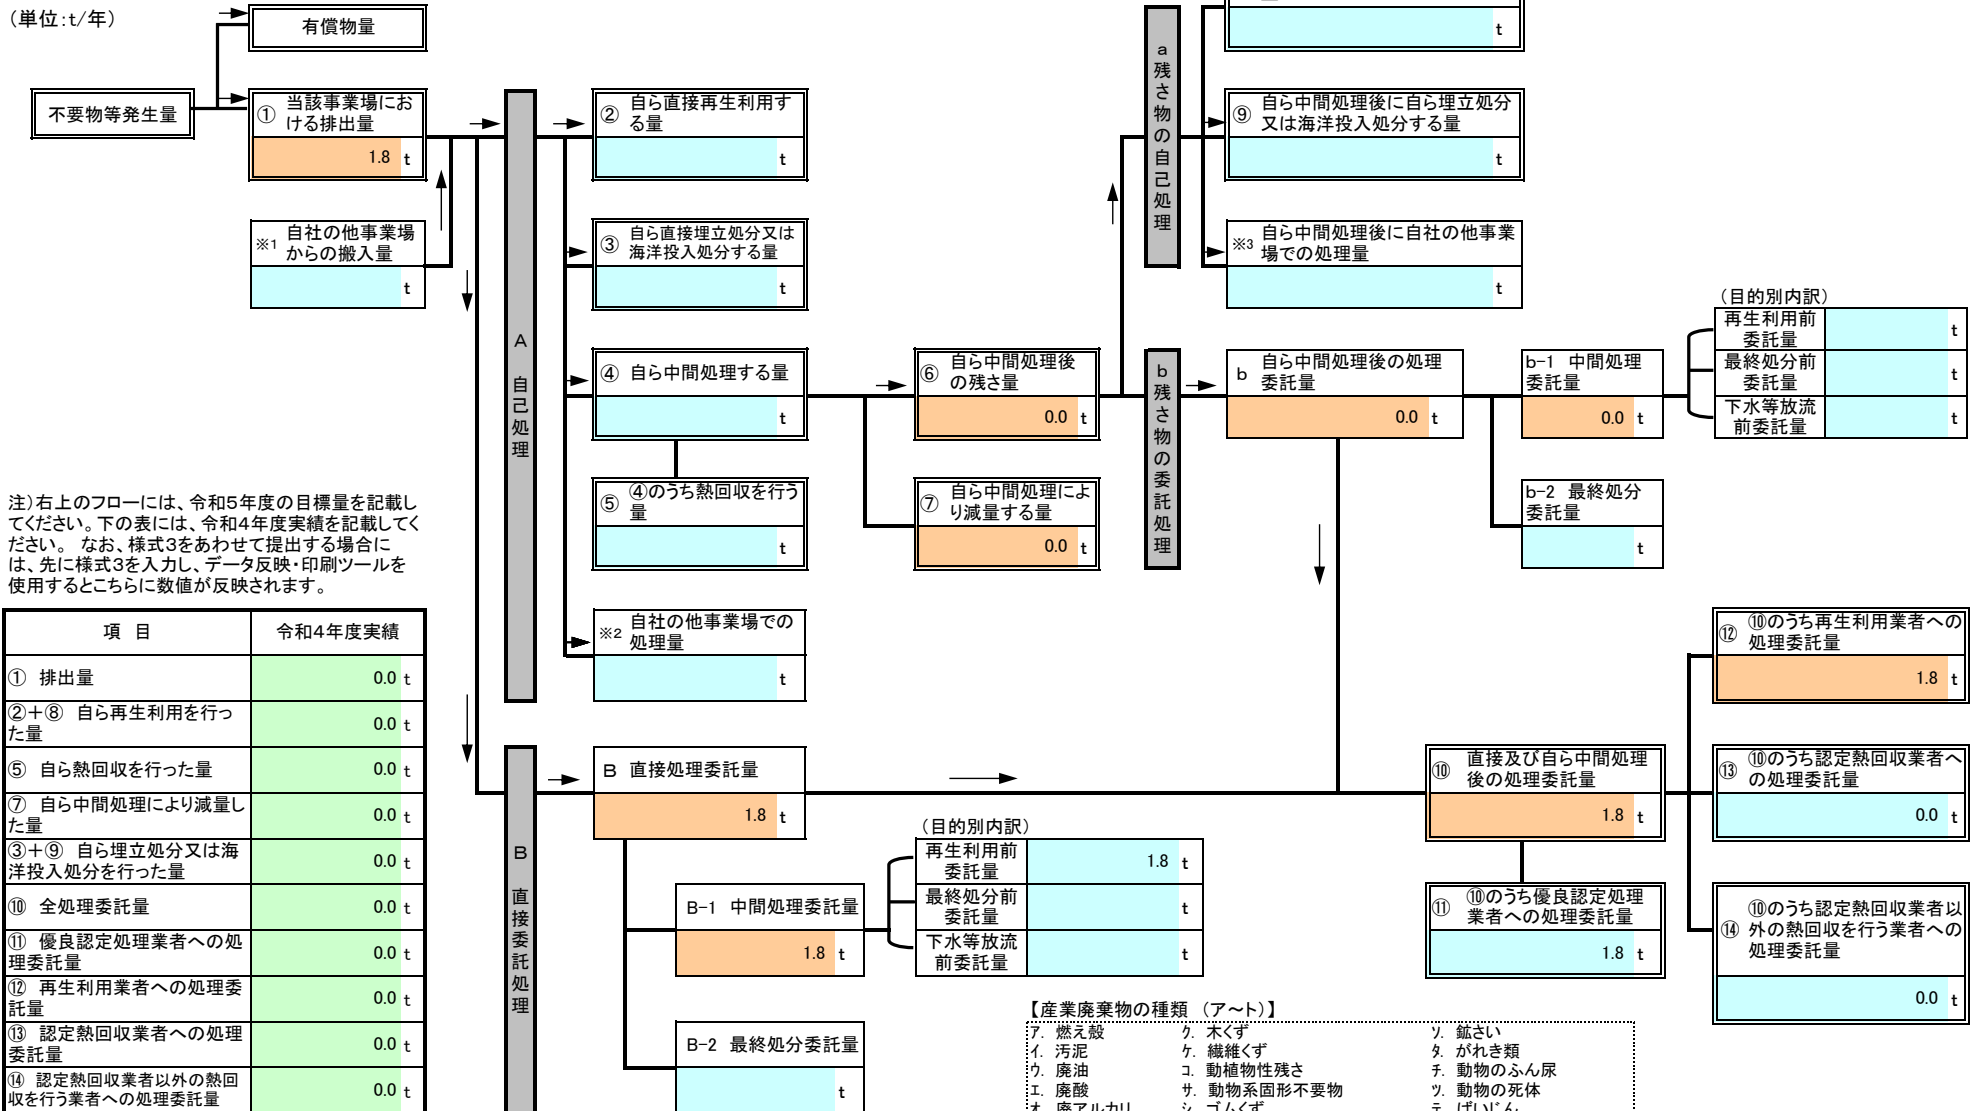 (単位:t/年)
有償物量
不要物等発生量
① 当該事業場にお
ける排出量
1.8 t
※1 自社の他事業場
からの搬入量
t
A 自己処理
② 自ら直接再生利用す
る量
t
③ 自ら直接埋立処分又は
海洋投入処分する量
t
④ 自ら中間処理する量
t
⑤ ④のうち熱回収を行う
量
t
※2 自社の他事業場での
処理量
t
⑥ 自ら中間処理後
の残さ量
0.0 t
⑦ 自ら中間処理によ
り減量する量
0.0 t
a 残さ物の自己処理
t
⑨ 自ら中間処理後に自ら埋立処分
又は海洋投入処分する量
t
※3 自ら中間処理後に自社の他事業
場での処理量
t
b 残さ物の委託処理
b 自ら中間処理後の処理
委託量
0.0 t
b-1 中間処理
委託量
0.0 t
b-2 最終処分
委託量
t
(目的別内訳)
再生利用前
委託量
t
最終処分前
委託量
t
下水等放流
前委託量
t
注)右上のフローには、令和5年度の目標量を記載し
てください。下の表には、令和4年度実績を記載してく
ださい。 なお、様式3をあわせて提出する場合に
は、先に様式3を入力し、データ反映・印刷ツールを
使用するとこちらに数値が反映されます。
項 目 令和4年度実績
① 排出量 0.0 t
②+⑧ 自ら再生利用を行っ
た量 0.0 t
⑤ 自ら熱回収を行った量 0.0 t
⑦ 自ら中間処理により減量し
た量 0.0 t
③+⑨ 自ら埋立処分又は海
洋投入処分を行った量 0.0 t
⑩ 全処理委託量 0.0 t
⑪ 優良認定処理業者への処
理委託量 0.0 t
⑫ 再生利用業者への処理委
託量 0.0 t
⑬ 認定熱回収業者への処理
委託量 0.0 t
⑭ 認定熱回収業者以外の熱回
収を行う業者への処理委託量 0.0 t
B 直接委託処理
B 直接処理委託量
1.8 t
B-1 中間処理委託量
1.8 t
B-2 最終処分委託量
t
(目的別内訳)
再生利用前
委託量
1.8 t
最終処分前
委託量
t
下水等放流
前委託量
t
⑩ 直接及び自ら中間処理
後の処理委託量
1.8 t
⑪ ⑩のうち優良認定処理
業者への処理委託量
1.8 t
⑫ ⑩のうち再生利用業者への
処理委託量
1.8 t
⑬ ⑩のうち認定熱回収業者へ
の処理委託量
0.0 t
⑭ ⑩のうち認定熱回収業者以
外の熱回収を行う業者への
処理委託量
0.0 t
【産業廃棄物の種類 (ア~ト)】
ア. 燃え殻 ク. 木くず ソ. 鉱さい
イ. 汚泥 ケ. 繊維くず タ. がれき類
ウ. 廃油 コ. 動植物性残さ チ. 動物のふん尿
エ. 廃酸 サ. 動物系固形不要物 ツ. 動物の死体
オ. 廃アルカリ シ. ゴムくず テ. ばいじん